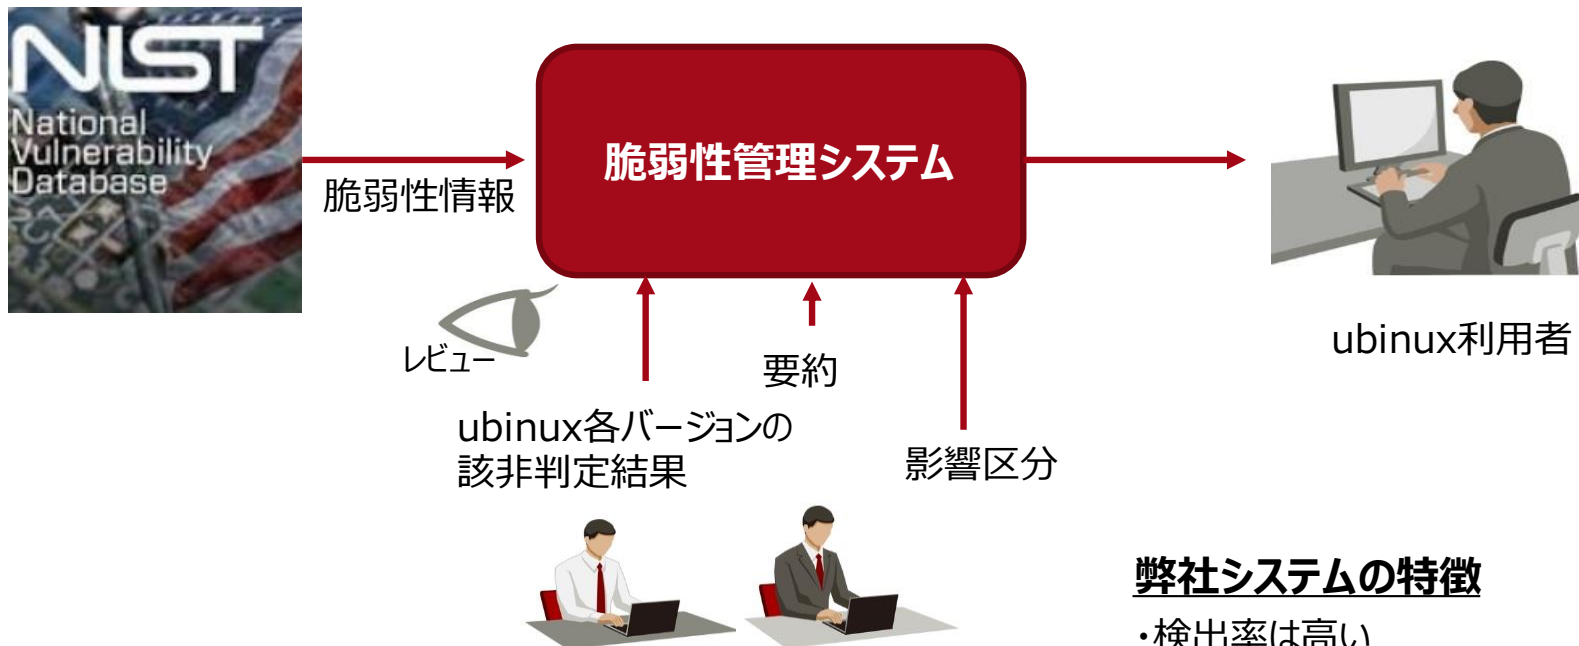 NIST
National
Vulnerability
Database
脆弱性情報
脆弱性管理システム
レビュー
ubinux各バージョンの
該非判定結果
要約
影響区分
ubinux利用者
弊社システムの特徴
・検出率は高い